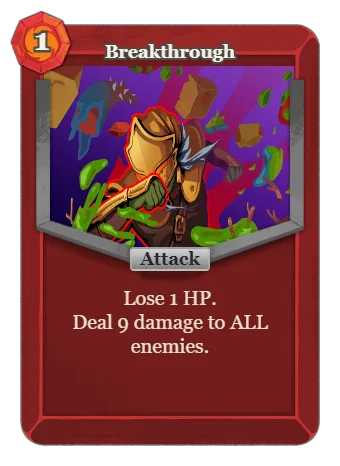 1
Breakthrough
Attack
Lose 1 HP.
Deal 9 damage to ALL
enemies.